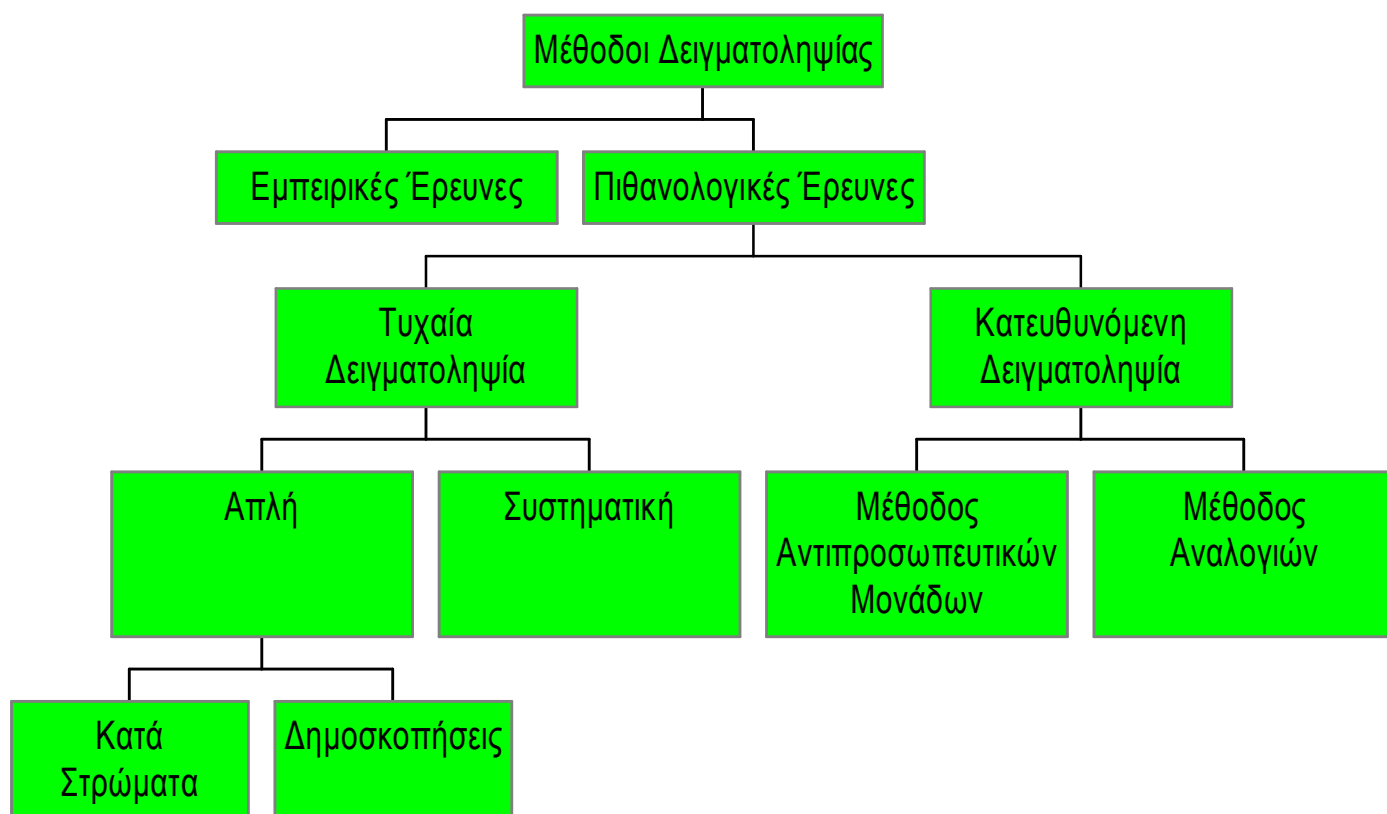 Μέθοδοι Δειγματοληψίας
Εμπειρικές Έρευνες
Πιθανολογικές Έρευνες
Τυχαία
Δειγματοληψία
Κατευθυνόμενη
Δειγματοληψία
Απλή
Συστηματική
Μέθοδος
Αντιπροσωπευτικών
Μονάδων
Μέθοδος
Αναλογιών
Κατά
Στρώματα
Δημοσκοπήσεις